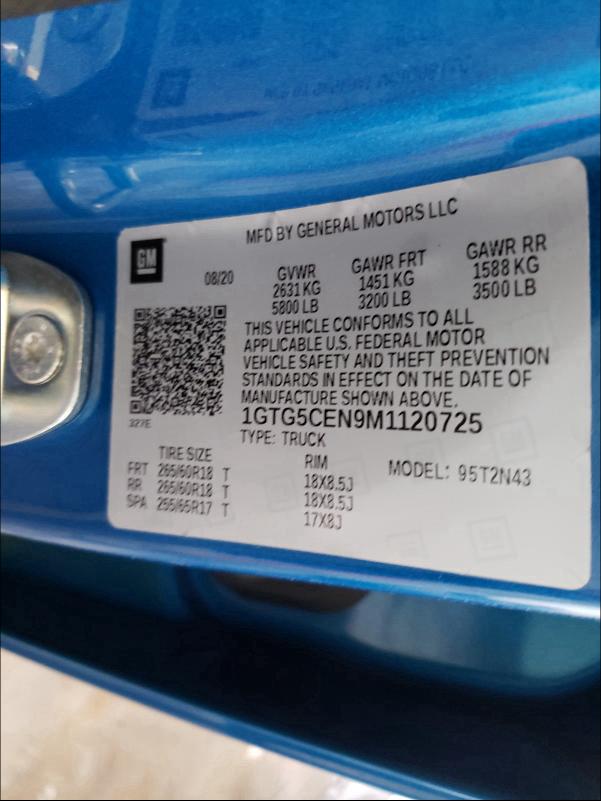 MFD BY GENERAL MOTORS LLC
GM
08/20
GVWR GAWR FRT GAWR RR
2631 KG 1451 KG 1588 KG
5800 LB 3200 LB 3500 LB
THIS VEHICLE CONFORMS TO ALL
APPLICABLE U.S. FEDERAL MOTOR
VEHICLE SAFETY AND THEFT PREVENTION
STANDARDS IN EFFECT ON THE DATE OF
MANUFACTURE SHOWN ABOVE.
327E
1GTG5CEN9M1120725
TYPE: TRUCK
TIRE SIZE RIM MODEL: 95T2N43
FRT 265/60R18 T 18X8.5J
RR 265/60R18 T 18X8.5J
SPA 255/65R17 T 17X8J